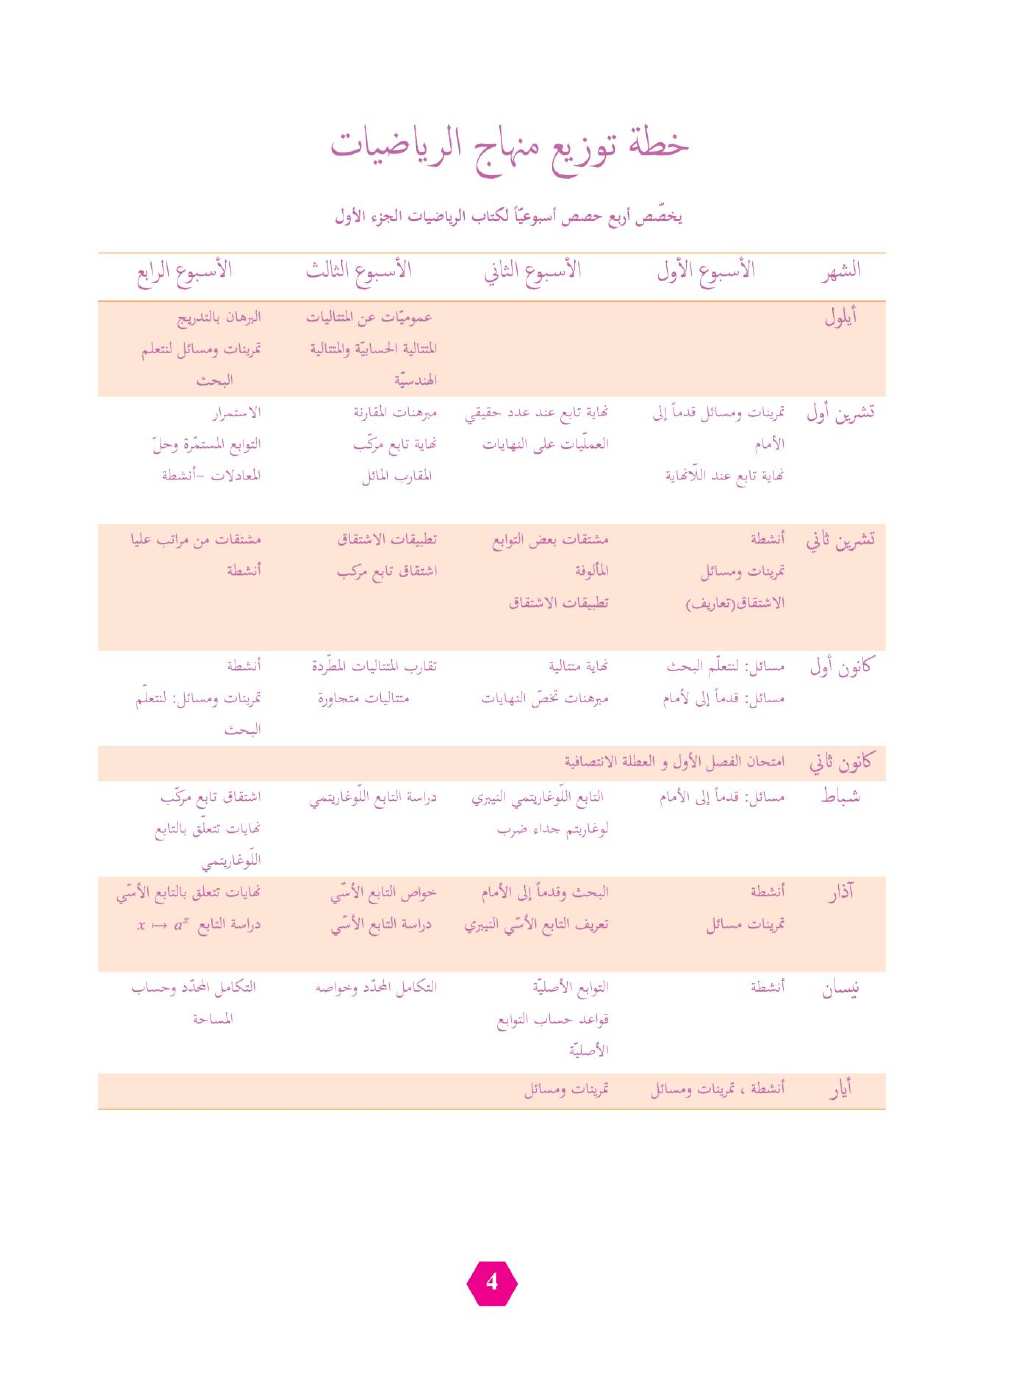 خطة توزيع منهاج الرياضيات
يخصّص أربع حصص أسبوعيّاً لكتاب الرياضيات الجزء الأول
الشهر الأسبوع الأول الأسبوع الثاني الأسبوع الثالث الأسبوع الرابع
أيلول عموميّات عن المتتاليات البرهان بالتدريج
المتتالية الحسابيّة والمتتالية تمرينات ومسائل لنتعلم
الهندسيّة البحث
تشرين أول تمرينات ومسائل قدماً إلى نهاية تابع عند عدد حقيقي مبرهنات المقارنة الاستمرار
الأمام العمليّات على النهايات نهاية تابع مركّب التوابع المستمّرة وحلّ
نهاية تابع عند اللّانهاية المقارب المائل المعادلات –أنشطة
تشرين ثاني أنشطة مشتقات بعض التوابع تطبيقات الاشتقاق مشتقات من مراتب عليا
تمرينات ومسائل المألوفة اشتقاق تابع مركب أنشطة
الاشتقاق(تعاريف) تطبيقات الاشتقاق
كانون أول مسائل: لنتعلّم البحث نهاية متتالية تقارب المتتاليات المطّردة أنشطة
مسائل: قدماً إلى لأمام مبرهنات تخصّ النهايات متتاليات متجاورة تمرينات ومسائل: لنتعلّم
البحث
كانون ثاني امتحان الفصل الأول و العطلة الانتصافية
شباط مسائل: قدماً إلى الأمام التابع اللّوغاريتمي النيبري دراسة التابع اللّوغاريتمي اشتقاق تابع مركّب
لوغاريتم جداء ضرب نهايات تتعلّق بالتابع
اللّوغاريتمي
آذار أنشطة البحث وقدماً إلى الأمام خواص التابع الأسّي نهايات تتعلق بالتابع الأسّي
تمرينات مسائل تعريف التابع الأسّي النيبري دراسة التابع الأسّي دراسة التابع x ↦ aˣ
نيسان أنشطة التوابع الأصليّة التكامل المحدّد وخواصه التكامل المحدّد وحساب
قواعد حساب التوابع المساحة
الأصليّة
أيار أنشطة ، تمرينات ومسائل تمرينات ومسائل
4